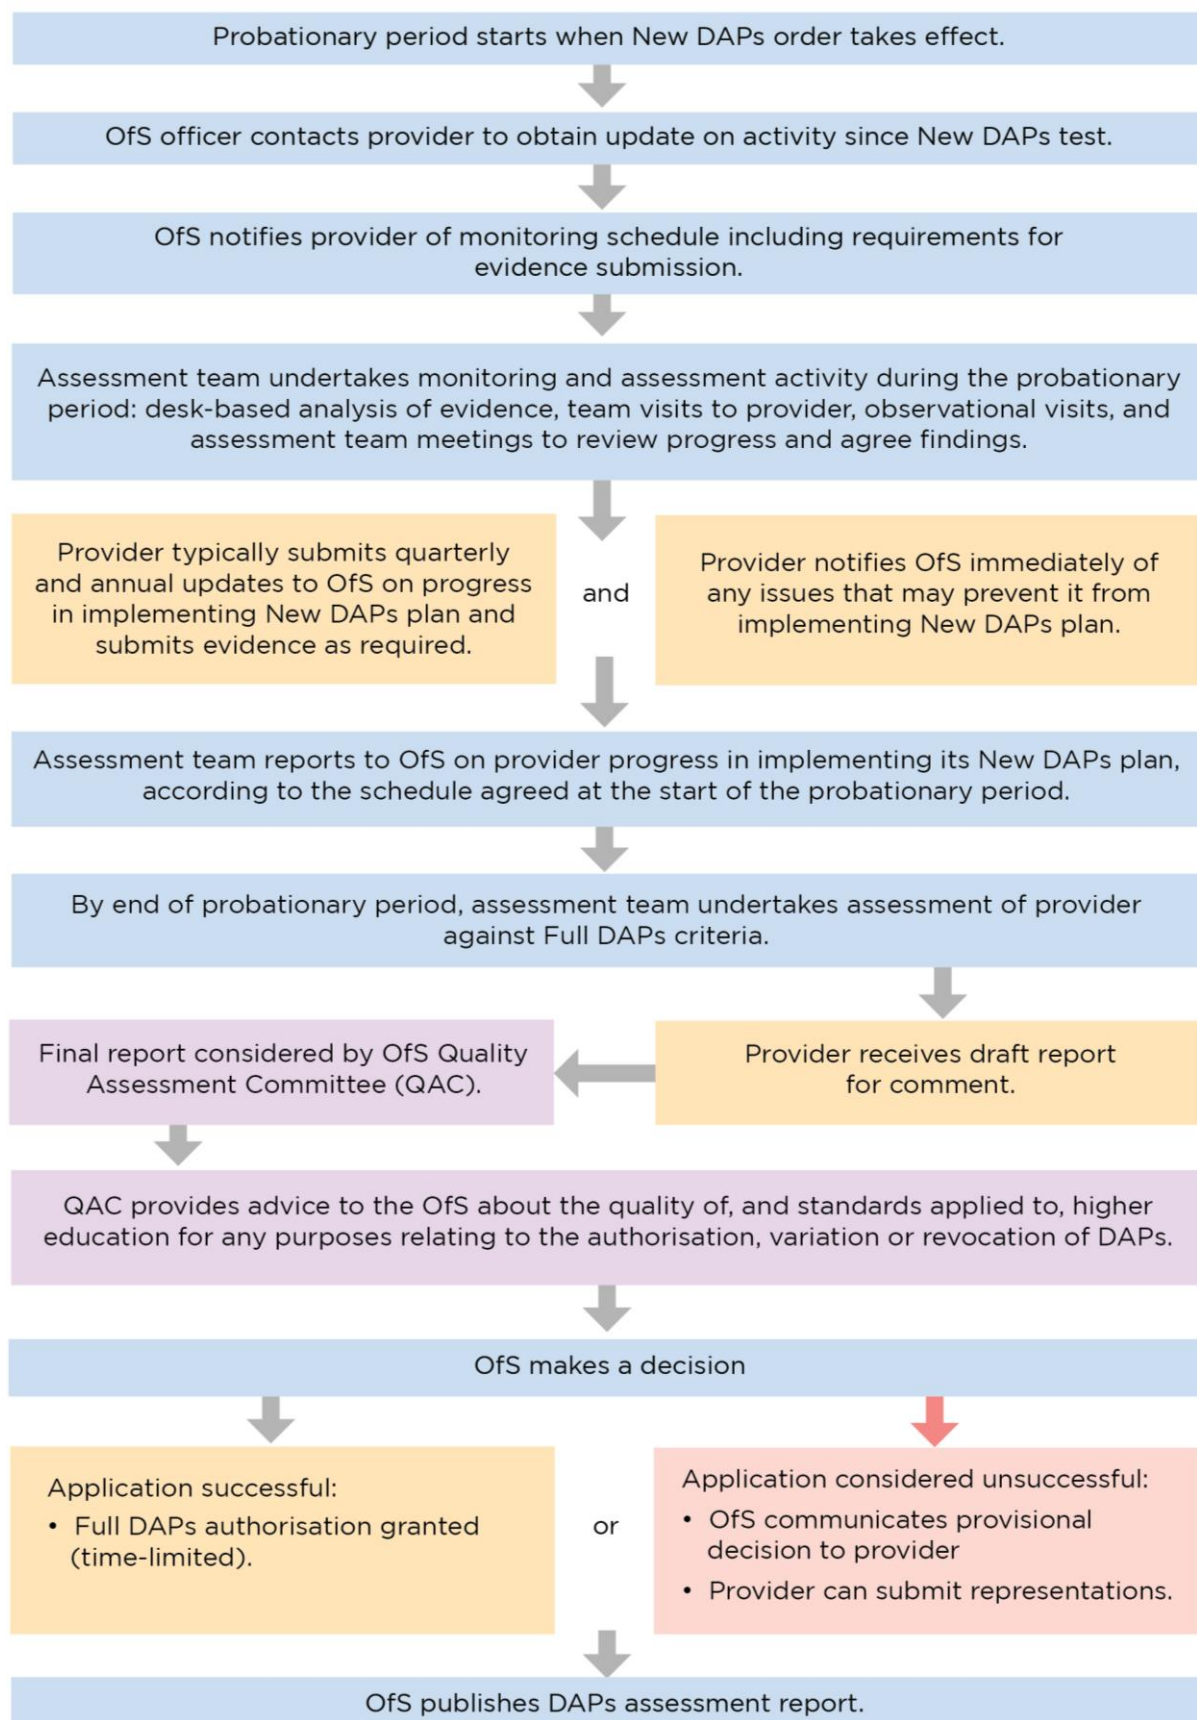 Probationary period starts when New DAPs order takes effect.
OfS officer contacts provider to obtain update on activity since New DAPs test.
OfS notifies provider of monitoring schedule including requirements for
evidence submission.
Assessment team undertakes monitoring and assessment activity during the probationary
period: desk-based analysis of evidence, team visits to provider, observational visits, and
assessment team meetings to review progress and agree findings.
Provider typically submits quarterly
and annual updates to OfS on progress
in implementing New DAPs plan and
submits evidence as required.
and
Provider notifies OfS immediately of
any issues that may prevent it from
implementing New DAPs plan.
Assessment team reports to OfS on provider progress in implementing its New DAPs plan,
according to the schedule agreed at the start of the probationary period.
By end of probationary period, assessment team undertakes assessment of provider
against Full DAPs criteria.
Provider receives draft report
for comment.
Final report considered by OfS Quality
Assessment Committee (QAC).
QAC provides advice to the OfS about the quality of, and standards applied to, higher
education for any purposes relating to the authorisation, variation or revocation of DAPs.
OfS makes a decision
Application successful:
• Full DAPs authorisation granted
(time-limited).
or
Application considered unsuccessful:
• OfS communicates provisional
decision to provider
• Provider can submit representations.
OfS publishes DAPs assessment report.